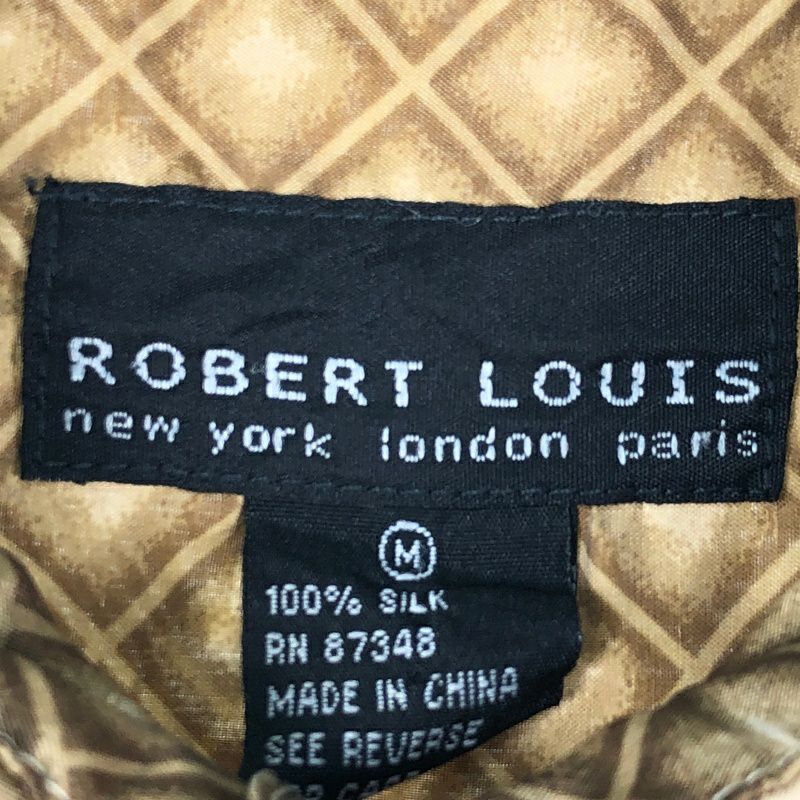 ROBERT LOUIS
new york london paris
M
100% SILK
RN 87348
MADE IN CHINA
SEE REVERSE